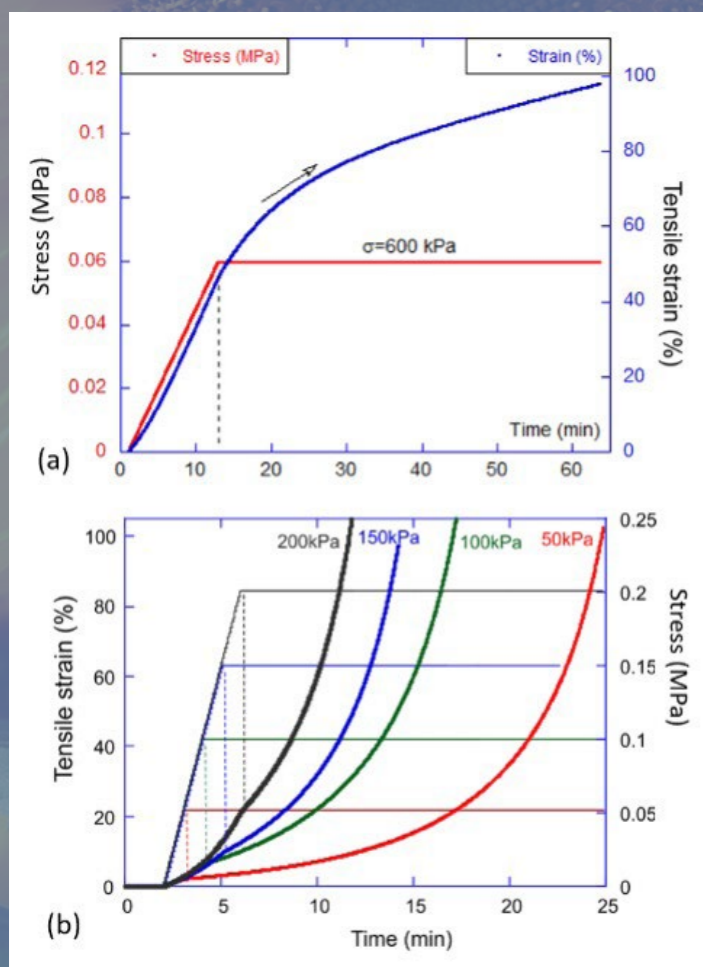 Stress (MPa)
Strain (%)
0.12
0.1
0.08
0.06
0.04
0.02
0
Stress (MPa)
100
80
60
40
20
0
Tensile strain (%)
σ=600 kPa
Time (min)
0 10 20 30 40 50 60
(a)
200kPa 150kPa 100kPa 50kPa
100
80
60
40
20
0
Tensile strain (%)
0.25
0.2
0.15
0.1
0.05
0
Stress (MPa)
0 5 10 15 20 25
Time (min)
(b)